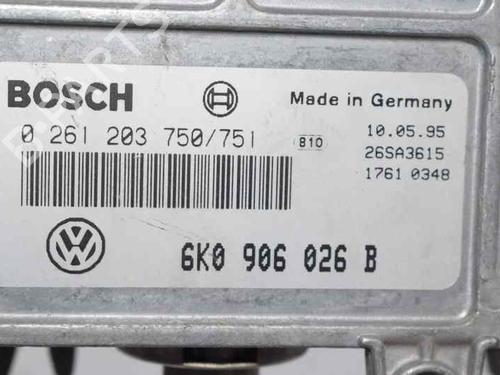 BOSCH
Made in Germany
0 261 203 750/751
810
10.05.95
26SA3615
1761 0348
VW
6K0 906 026 B